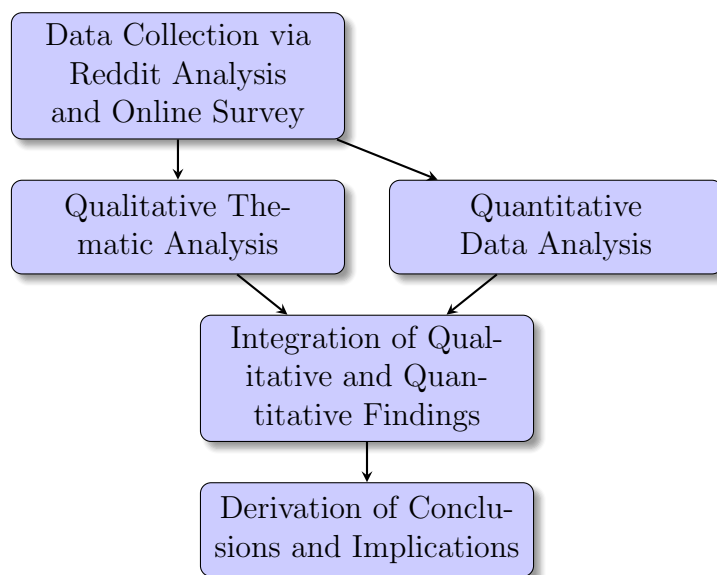 Data Collection via
Reddit Analysis
and Online Survey
Qualitative The-
matic Analysis
Quantitative
Data Analysis
Integration of Qual-
itative and Quan-
titative Findings
Derivation of Conclu-
sions and Implications